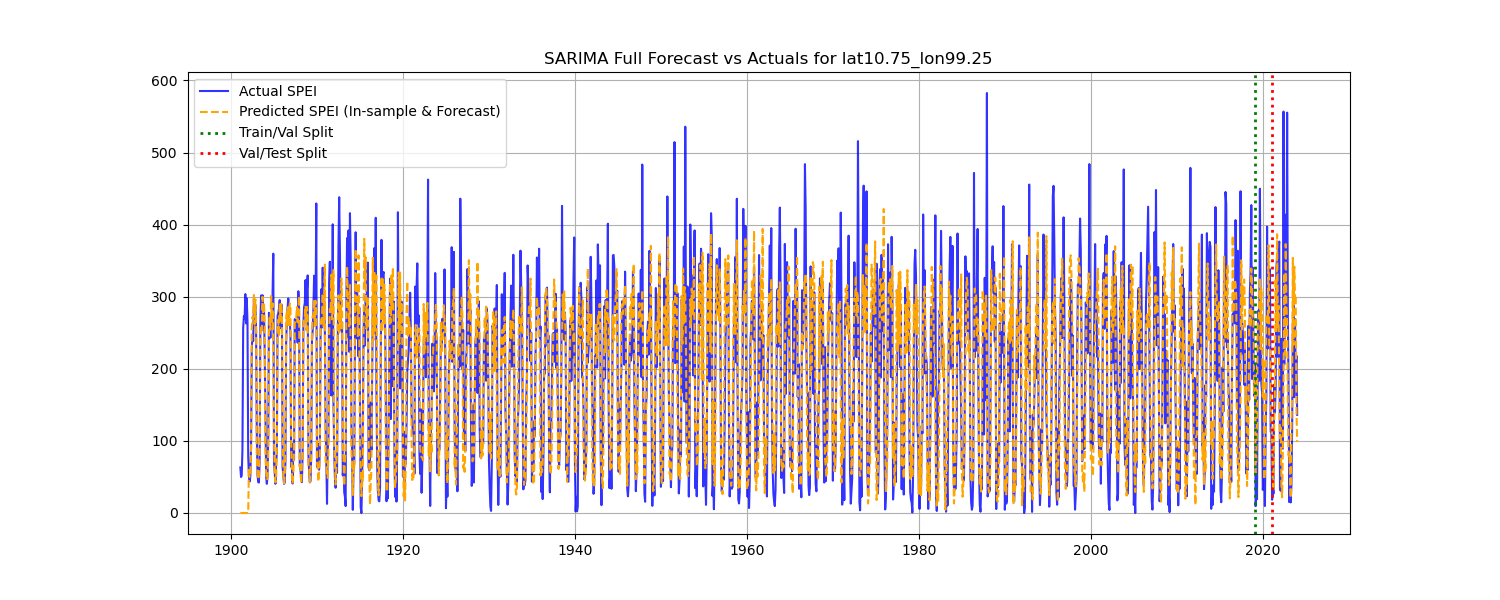 SARIMA Full Forecast vs Actuals for lat10.75_lon99.25
600
500
400
300
200
100
0
Actual SPEI
Predicted SPEI (In-sample & Forecast)
Train/Val Split
Val/Test Split
1900
1920
1940
1960
1980
2000
2020